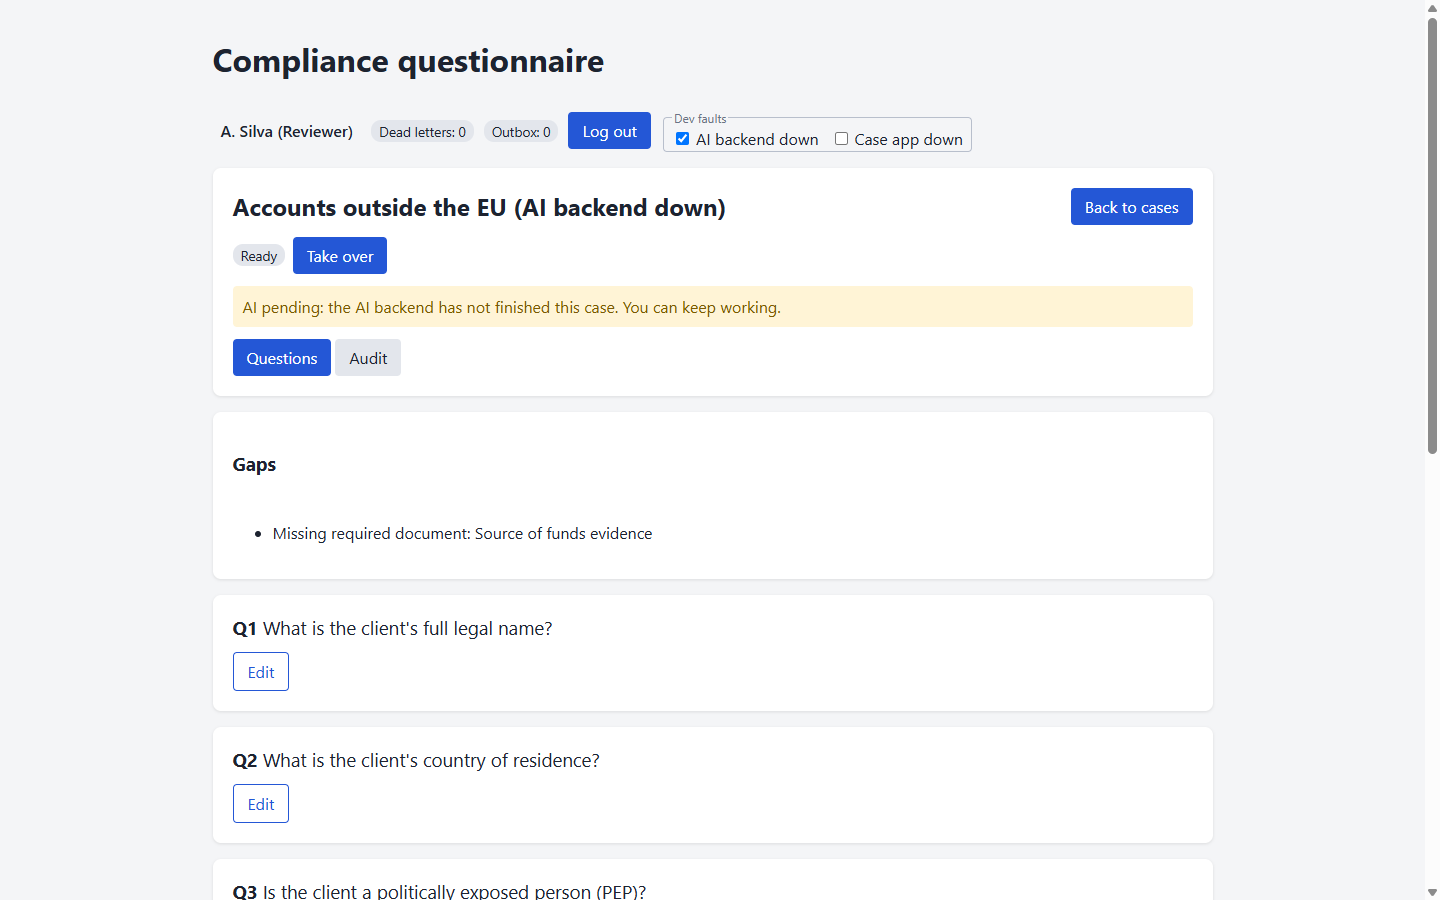 Compliance questionnaire
A. Silva (Reviewer) Dead letters: 0 Outbox: 0 Log out Dev faults AI backend down Case app down
Accounts outside the EU (AI backend down) Back to cases
Ready Take over
AI pending: the AI backend has not finished this case. You can keep working.
Questions Audit
Gaps
Missing required document: Source of funds evidence
Q1 What is the client's full legal name?
Edit
Q2 What is the client's country of residence?
Edit
Q3 Is the client a politically exposed person (PEP)?